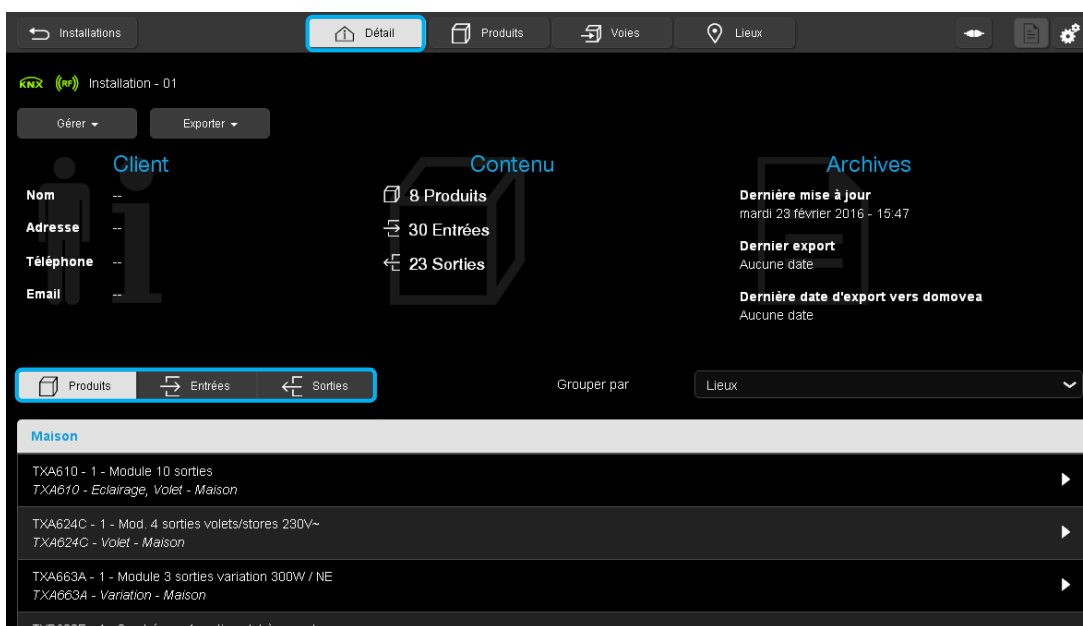 Installations
Détail
Produits
Voies
Lieux
KNX (RF) Installation - 01
Gérer
Exporter
Client
Nom --
Adresse --
Téléphone --
Email --
Contenu
8 Produits
30 Entrées
23 Sorties
Archives
Dernière mise à jour
mardi 23 février 2016 - 15:47
Dernier export
Aucune date
Dernière date d'export vers domovea
Aucune date
Produits
Entrées
Sorties
Grouper par
Lieux
Maison
TXA610 - 1 - Module 10 sorties
TXA610 - Eclairage, Volet - Maison
TXA624C - 1 - Mod. 4 sorties volets/stores 230V~
TXA624C - Volet - Maison
TXA663A - 1 - Module 3 sorties variation 300W / NE
TXA663A - Variation - Maison